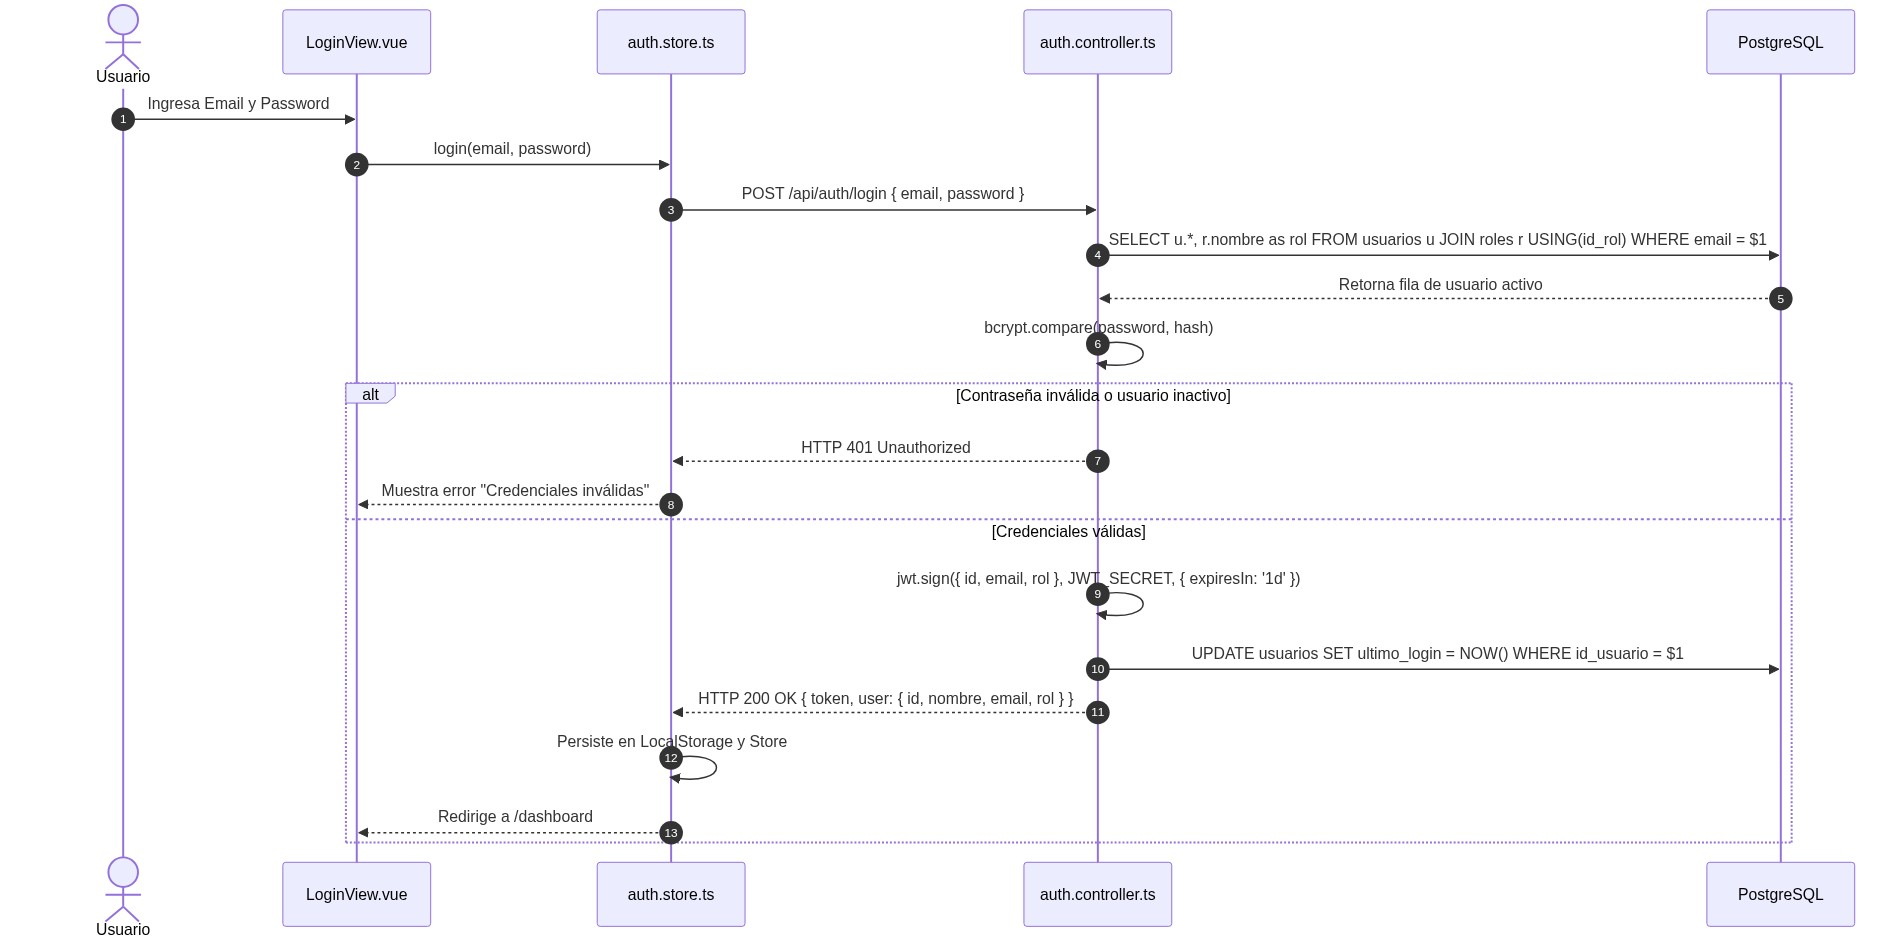 Usuario
LoginView.vue
auth.store.ts
auth.controller.ts
PostgreSQL
Ingresa Email y Password
1
login(email, password)
2
POST /api/auth/login { email, password }
3
SELECT u.*, r.nombre as rol FROM usuarios u JOIN roles r USING(id_rol) WHERE email = $1
4
Retorna fila de usuario activo
5
bcrypt.compare(password, hash)
6
alt
[Contraseña inválida o usuario inactivo]
HTTP 401 Unauthorized
7
Muestra error "Credenciales inválidas"
8
[Credenciales válidas]
jwt.sign({ id, email, rol }, JWT_SECRET, { expiresIn: '1d' })
9
UPDATE usuarios SET ultimo_login = NOW() WHERE id_usuario = $1
10
HTTP 200 OK { token, user: { id, nombre, email, rol } }
11
Persiste en LocalStorage y Store
12
Redirige a /dashboard
13
Usuario
LoginView.vue
auth.store.ts
auth.controller.ts
PostgreSQL